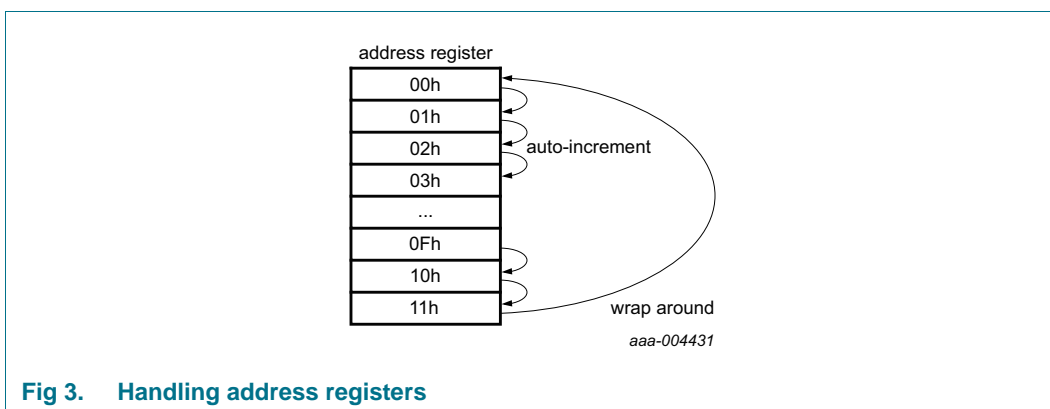 address register
00h
01h
02h
auto-increment
03h
...
0Fh
10h
11h
wrap around
aaa-004431
Fig 3. Handling address registers